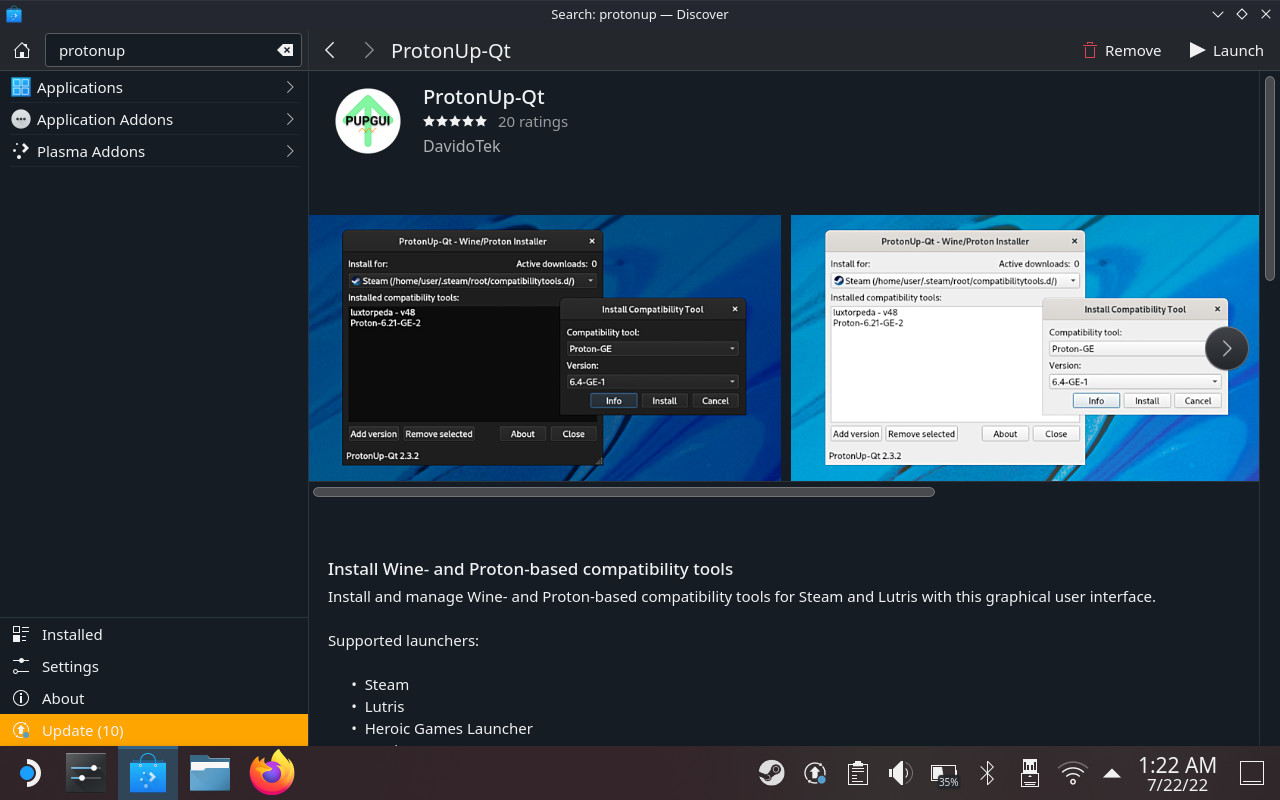 Search: protonup — Discover
protonup
ProtonUp-Qt
Remove
Launch
Applications
Application Addons
Plasma Addons
PUPGUI
ProtonUp-Qt
20 ratings
DavidoTek
ProtonUp-Qt - Wine/Proton Installer
Install for:
Active downloads: 0
Steam (/home/user/.steam/root/compatibilitytools.d/)
Installed compatibility tools:
luxtorpeda - v48
Proton-6.21-GE-2
Install Compatibility Tool
Compatibility tool:
Proton-GE
Version:
6.4-GE-1
Info
Install
Cancel
Add version
Remove selected
About
Close
ProtonUp-Qt 2.3.2
ProtonUp-Qt - Wine/Proton Installer
Install for:
Active downloads: 0
Steam (/home/user/.steam/root/compatibilitytools.d/)
Installed compatibility tools:
luxtorpeda - v48
Proton-6.21-GE-2
Install Compatibility Tool
Compatibility tool:
Proton-GE
Version:
6.4-GE-1
Info
Install
Cancel
Add version
Remove selected
About
Close
ProtonUp-Qt 2.3.2
Install Wine- and Proton-based compatibility tools
Install and manage Wine- and Proton-based compatibility tools for Steam and Lutris with this graphical user interface.
Supported launchers:
• Steam
• Lutris
• Heroic Games Launcher
Installed
Settings
About
Update (10)
35%
1:22 AM
7/22/22